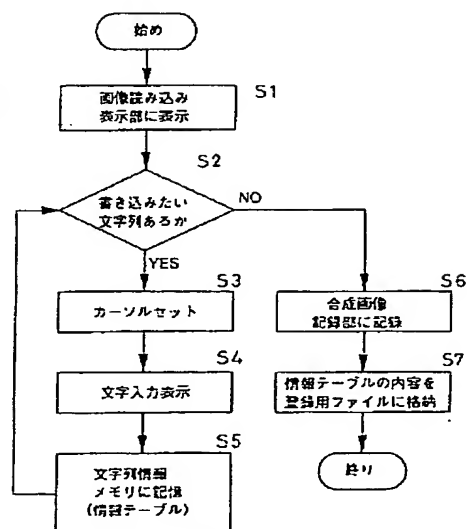 始め
画像読み込み
表示部に表示
S1
S2
書き込みたい
文字列あるか
NO
YES
S3
カーソルセット
S4
文字入力表示
S5
文字列情報
メモリに記憶
(情報テーブル)
S6
合成画像
記録部に記録
S7
情報テーブルの内容を
登録用ファイルに格納
終り